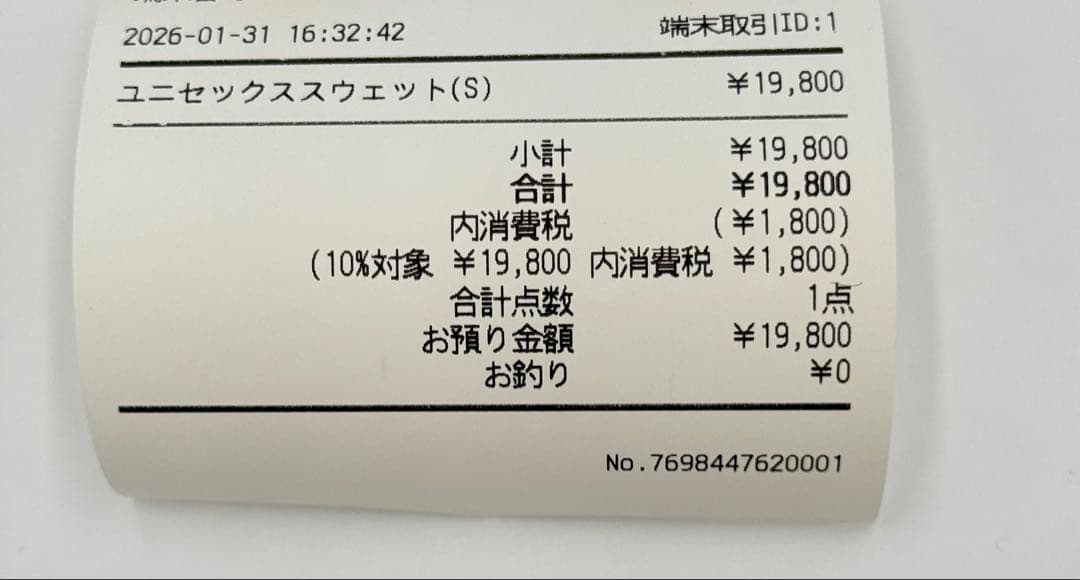 2026-01-31 16:32:42 端末取引ID:1
ユニセックススウェット(S) ¥19,800
小計 ¥19,800
合計 ¥19,800
内消費税 (¥1,800)
(10%対象 ¥19,800 内消費税 ¥1,800)
合計点数 1点
お預り金額 ¥19,800
お釣り ¥0
No.7698447620001